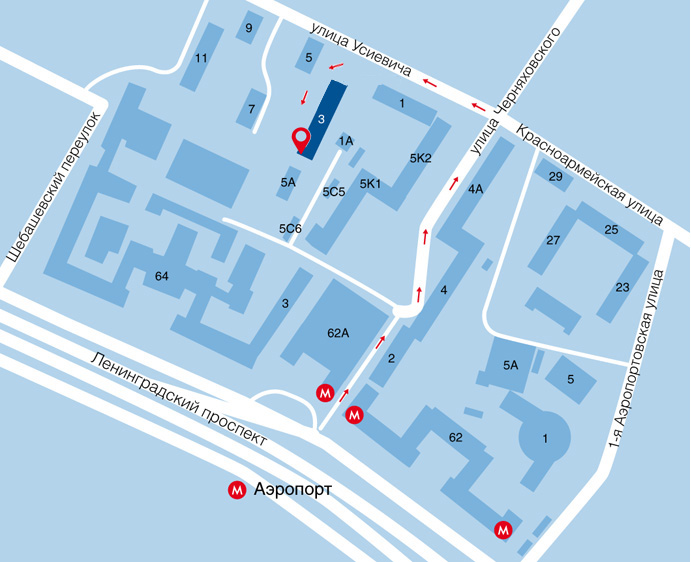 улица Усиевича
улица Черняховского
Красноармейская улица
Шебашевский переулок
1-я Аэропортовская улица
Ленинградский проспект
М Аэропорт
9
11
5
7
3
1
1А
5К2
5А
5С5
5К1
4А
29
25
27
23
5С6
64
3
62А
4
2
5А
5
62
1
М
М
М